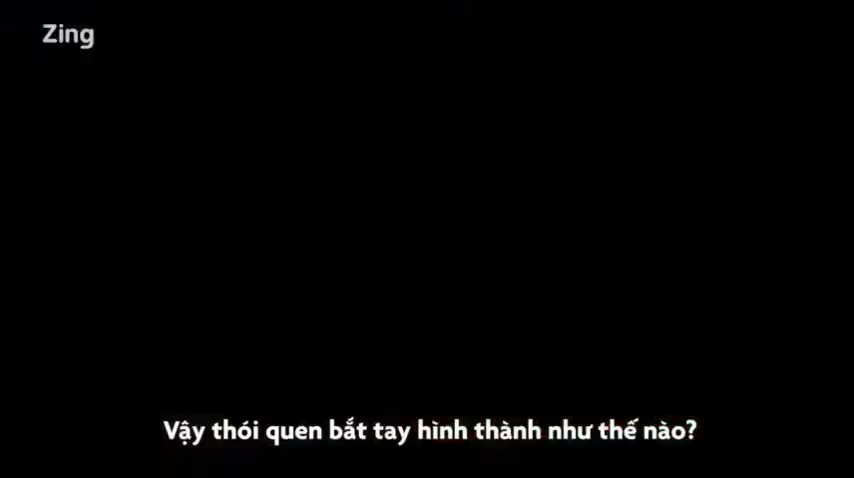 Zing
Vậy thói quen bắt tay hình thành như thế nào?